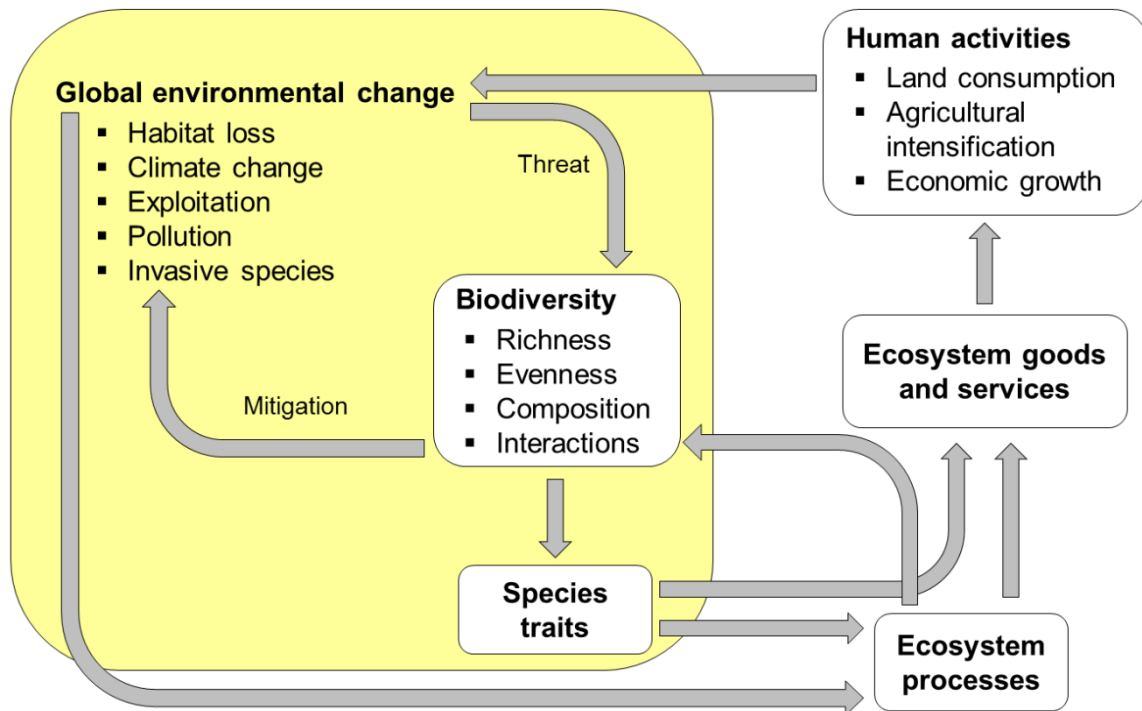 Global environmental change
▪ Habitat loss
▪ Climate change
▪ Exploitation
▪ Pollution
▪ Invasive species
Threat
Mitigation
Biodiversity
▪ Richness
▪ Evenness
▪ Composition
▪ Interactions
Species
traits
Human activities
▪ Land consumption
▪ Agricultural
intensification
▪ Economic growth
Ecosystem goods
and services
Ecosystem
processes